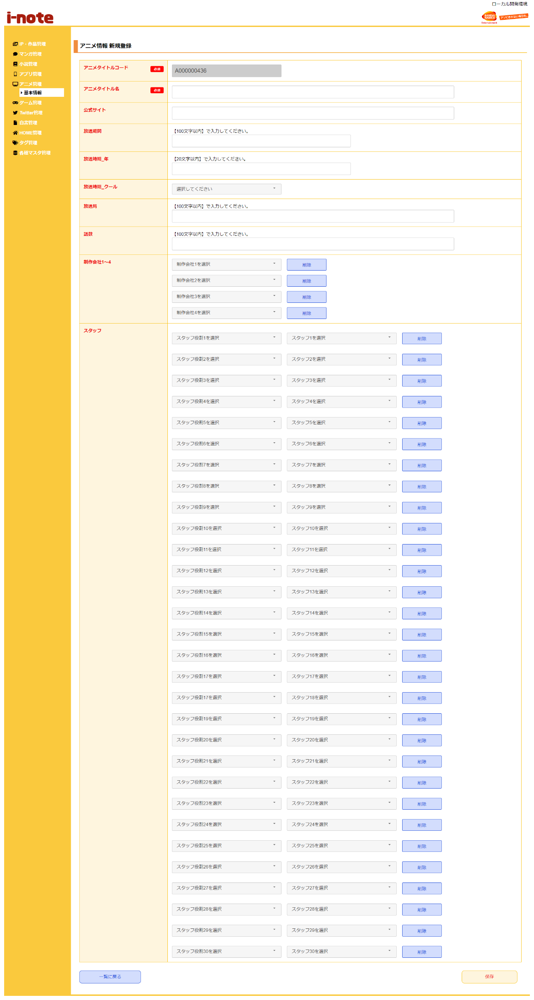 ローカル開発環境
i-note
BANDAI
NAMCO
Entertainment
アソビきれない毎日を。
IP・作品管理
マンガ管理
小説管理
アプリ管理
アニメ管理
基本情報
ゲーム管理
Twitter管理
白書管理
HOME管理
タグ管理
各種マスタ管理
アニメ情報 新規登録
アニメタイトルコード 必須 A000000436
アニメタイトル名 必須
公式サイト
放送期間 【100文字以内】で入力してください。
放送時期_年 【20文字以内】で入力してください。
放送時期_クール 選択してください
放送局 【100文字以内】で入力してください。
話数 【100文字以内】で入力してください。
制作会社1～4 制作会社1を選択 削除
制作会社2を選択 削除
制作会社3を選択 削除
制作会社4を選択 削除
スタッフ
スタッフ役割1を選択 スタッフ1を選択 削除
スタッフ役割2を選択 スタッフ2を選択 削除
スタッフ役割3を選択 スタッフ3を選択 削除
スタッフ役割4を選択 スタッフ4を選択 削除
スタッフ役割5を選択 スタッフ5を選択 削除
スタッフ役割6を選択 スタッフ6を選択 削除
スタッフ役割7を選択 スタッフ7を選択 削除
スタッフ役割8を選択 スタッフ8を選択 削除
スタッフ役割9を選択 スタッフ9を選択 削除
スタッフ役割10を選択 スタッフ10を選択 削除
スタッフ役割11を選択 スタッフ11を選択 削除
スタッフ役割12を選択 スタッフ12を選択 削除
スタッフ役割13を選択 スタッフ13を選択 削除
スタッフ役割14を選択 スタッフ14を選択 削除
スタッフ役割15を選択 スタッフ15を選択 削除
スタッフ役割16を選択 スタッフ16を選択 削除
スタッフ役割17を選択 スタッフ17を選択 削除
スタッフ役割17を選択 スタッフ18を選択 削除
スタッフ役割19を選択 スタッフ19を選択 削除
スタッフ役割20を選択 スタッフ20を選択 削除
スタッフ役割21を選択 スタッフ21を選択 削除
スタッフ役割22を選択 スタッフ22を選択 削除
スタッフ役割23を選択 スタッフ23を選択 削除
スタッフ役割24を選択 スタッフ24を選択 削除
スタッフ役割25を選択 スタッフ25を選択 削除
スタッフ役割26を選択 スタッフ26を選択 削除
スタッフ役割27を選択 スタッフ27を選択 削除
スタッフ役割28を選択 スタッフ28を選択 削除
スタッフ役割29を選択 スタッフ29を選択 削除
スタッフ役割30を選択 スタッフ30を選択 削除
一覧に戻る 保存